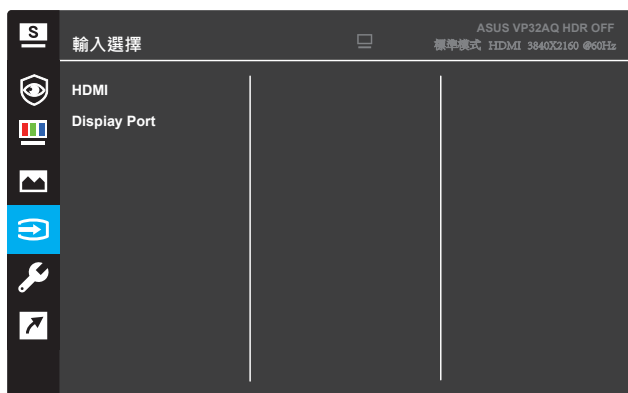 S
輸入選擇
ASUS VP32AQ HDR OFF
標準模式 HDMI 3840X2160 @60Hz
HDMI
Dispiay Port